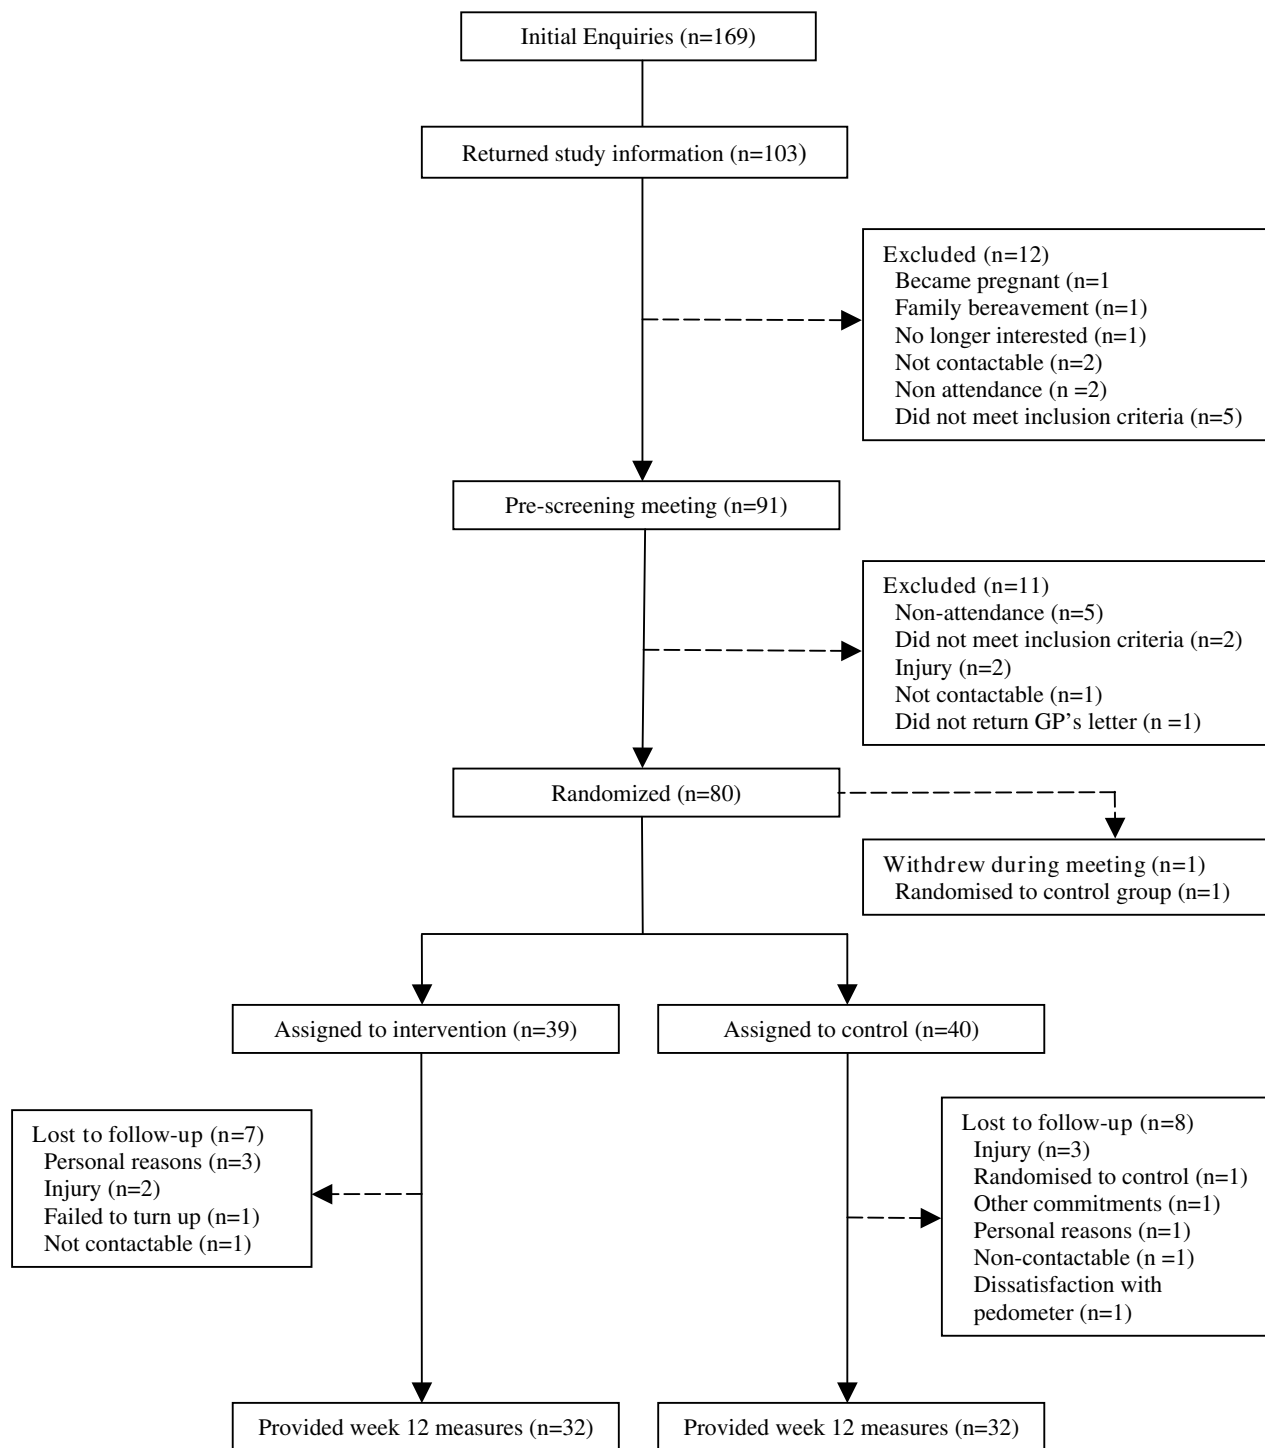 Initial Enquiries (n=169)
Returned study information (n=103)
Excluded (n=12)
Became pregnant (n=1
Family bereavement (n=1)
No longer interested (n=1)
Not contactable (n=2)
Non attendance (n =2)
Did not meet inclusion criteria (n=5)
Pre-screening meeting (n=91)
Excluded (n=11)
Non-attendance (n=5)
Did not meet inclusion criteria (n=2)
Injury (n=2)
Not contactable (n=1)
Did not return GP’s letter (n =1)
Randomized (n=80)
Withdrew during meeting (n=1)
Randomised to control group (n=1)
Assigned to intervention (n=39)
Assigned to control (n=40)
Lost to follow-up (n=7)
Personal reasons (n=3)
Injury (n=2)
Failed to turn up (n=1)
Not contactable (n=1)
Lost to follow-up (n=8)
Injury (n=3)
Randomised to control (n=1)
Other commitments (n=1)
Personal reasons (n=1)
Non-contactable (n =1)
Dissatisfaction with
pedometer (n=1)
Provided week 12 measures (n=32)
Provided week 12 measures (n=32)